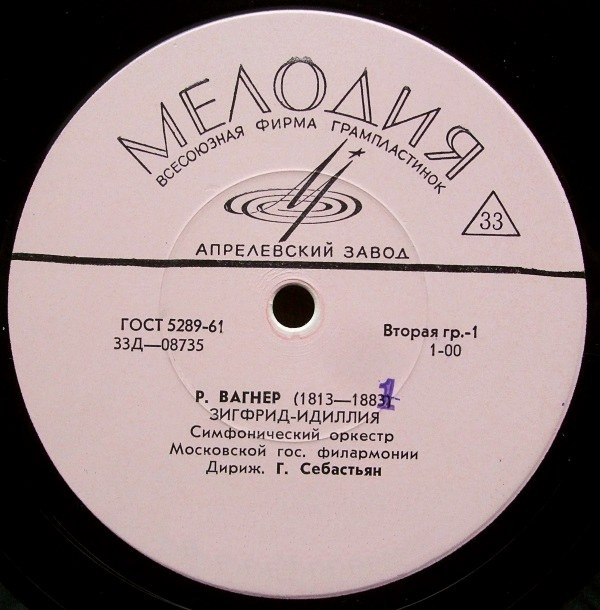 МЕЛОДИЯ
ВСЕСОЮЗНАЯ ФИРМА ГРАМПЛАСТИНОК
33
АПРЕЛЕВСКИЙ ЗАВОД
ГОСТ 5289-61
33Д—08735
Вторая гр.-1
1-00
Р. ВАГНЕР (1813—1883)
1
ЗИГФРИД-ИДИЛЛИЯ
Симфонический оркестр
Московской гос. филармонии
Дириж. Г. Себастьян